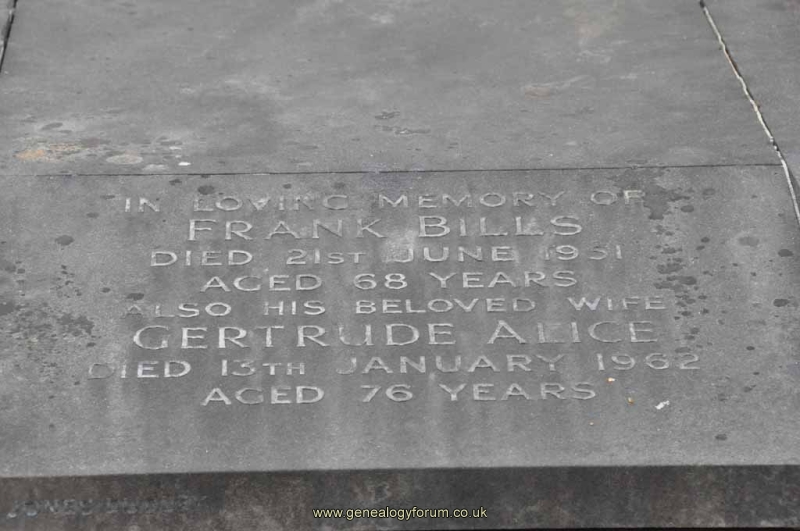 IN LOVING MEMORY OF
FRANK BILLS
DIED 21ST JUNE 1951
AGED 68 YEARS
ALSO HIS BELOVED WIFE
GERTRUDE ALICE
DIED 13TH JANUARY 1962
AGED 76 YEARS
www.genealogyforum.co.uk